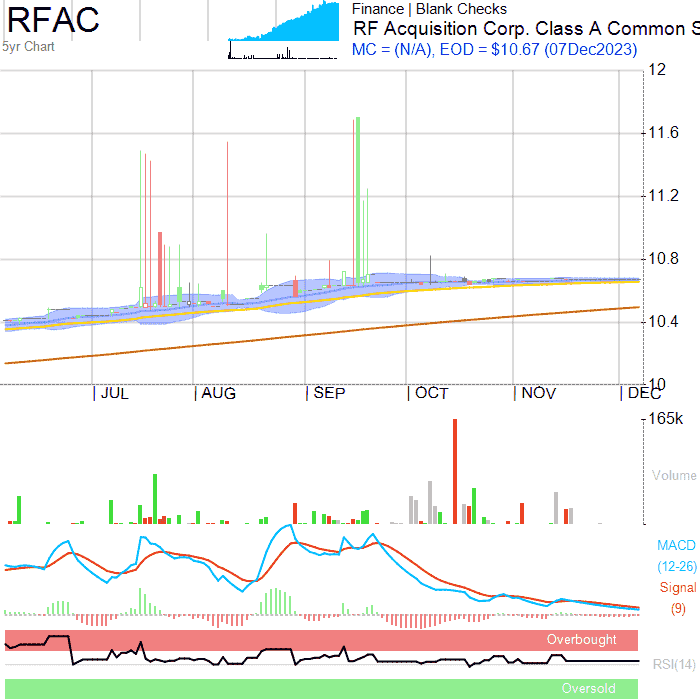 RFAC
Finance | Blank Checks
5yr Chart
RF Acquisition Corp. Class A Common S
MC = (N/A), EOD = $10.67 (07Dec2023)
12
11.6
11.2
10.8
10.4
10
JUL
AUG
SEP
OCT
NOV
DEC
165k
Volume
MACD
(12-26)
Signal
(9)
Overbought
RSI(14)
Oversold